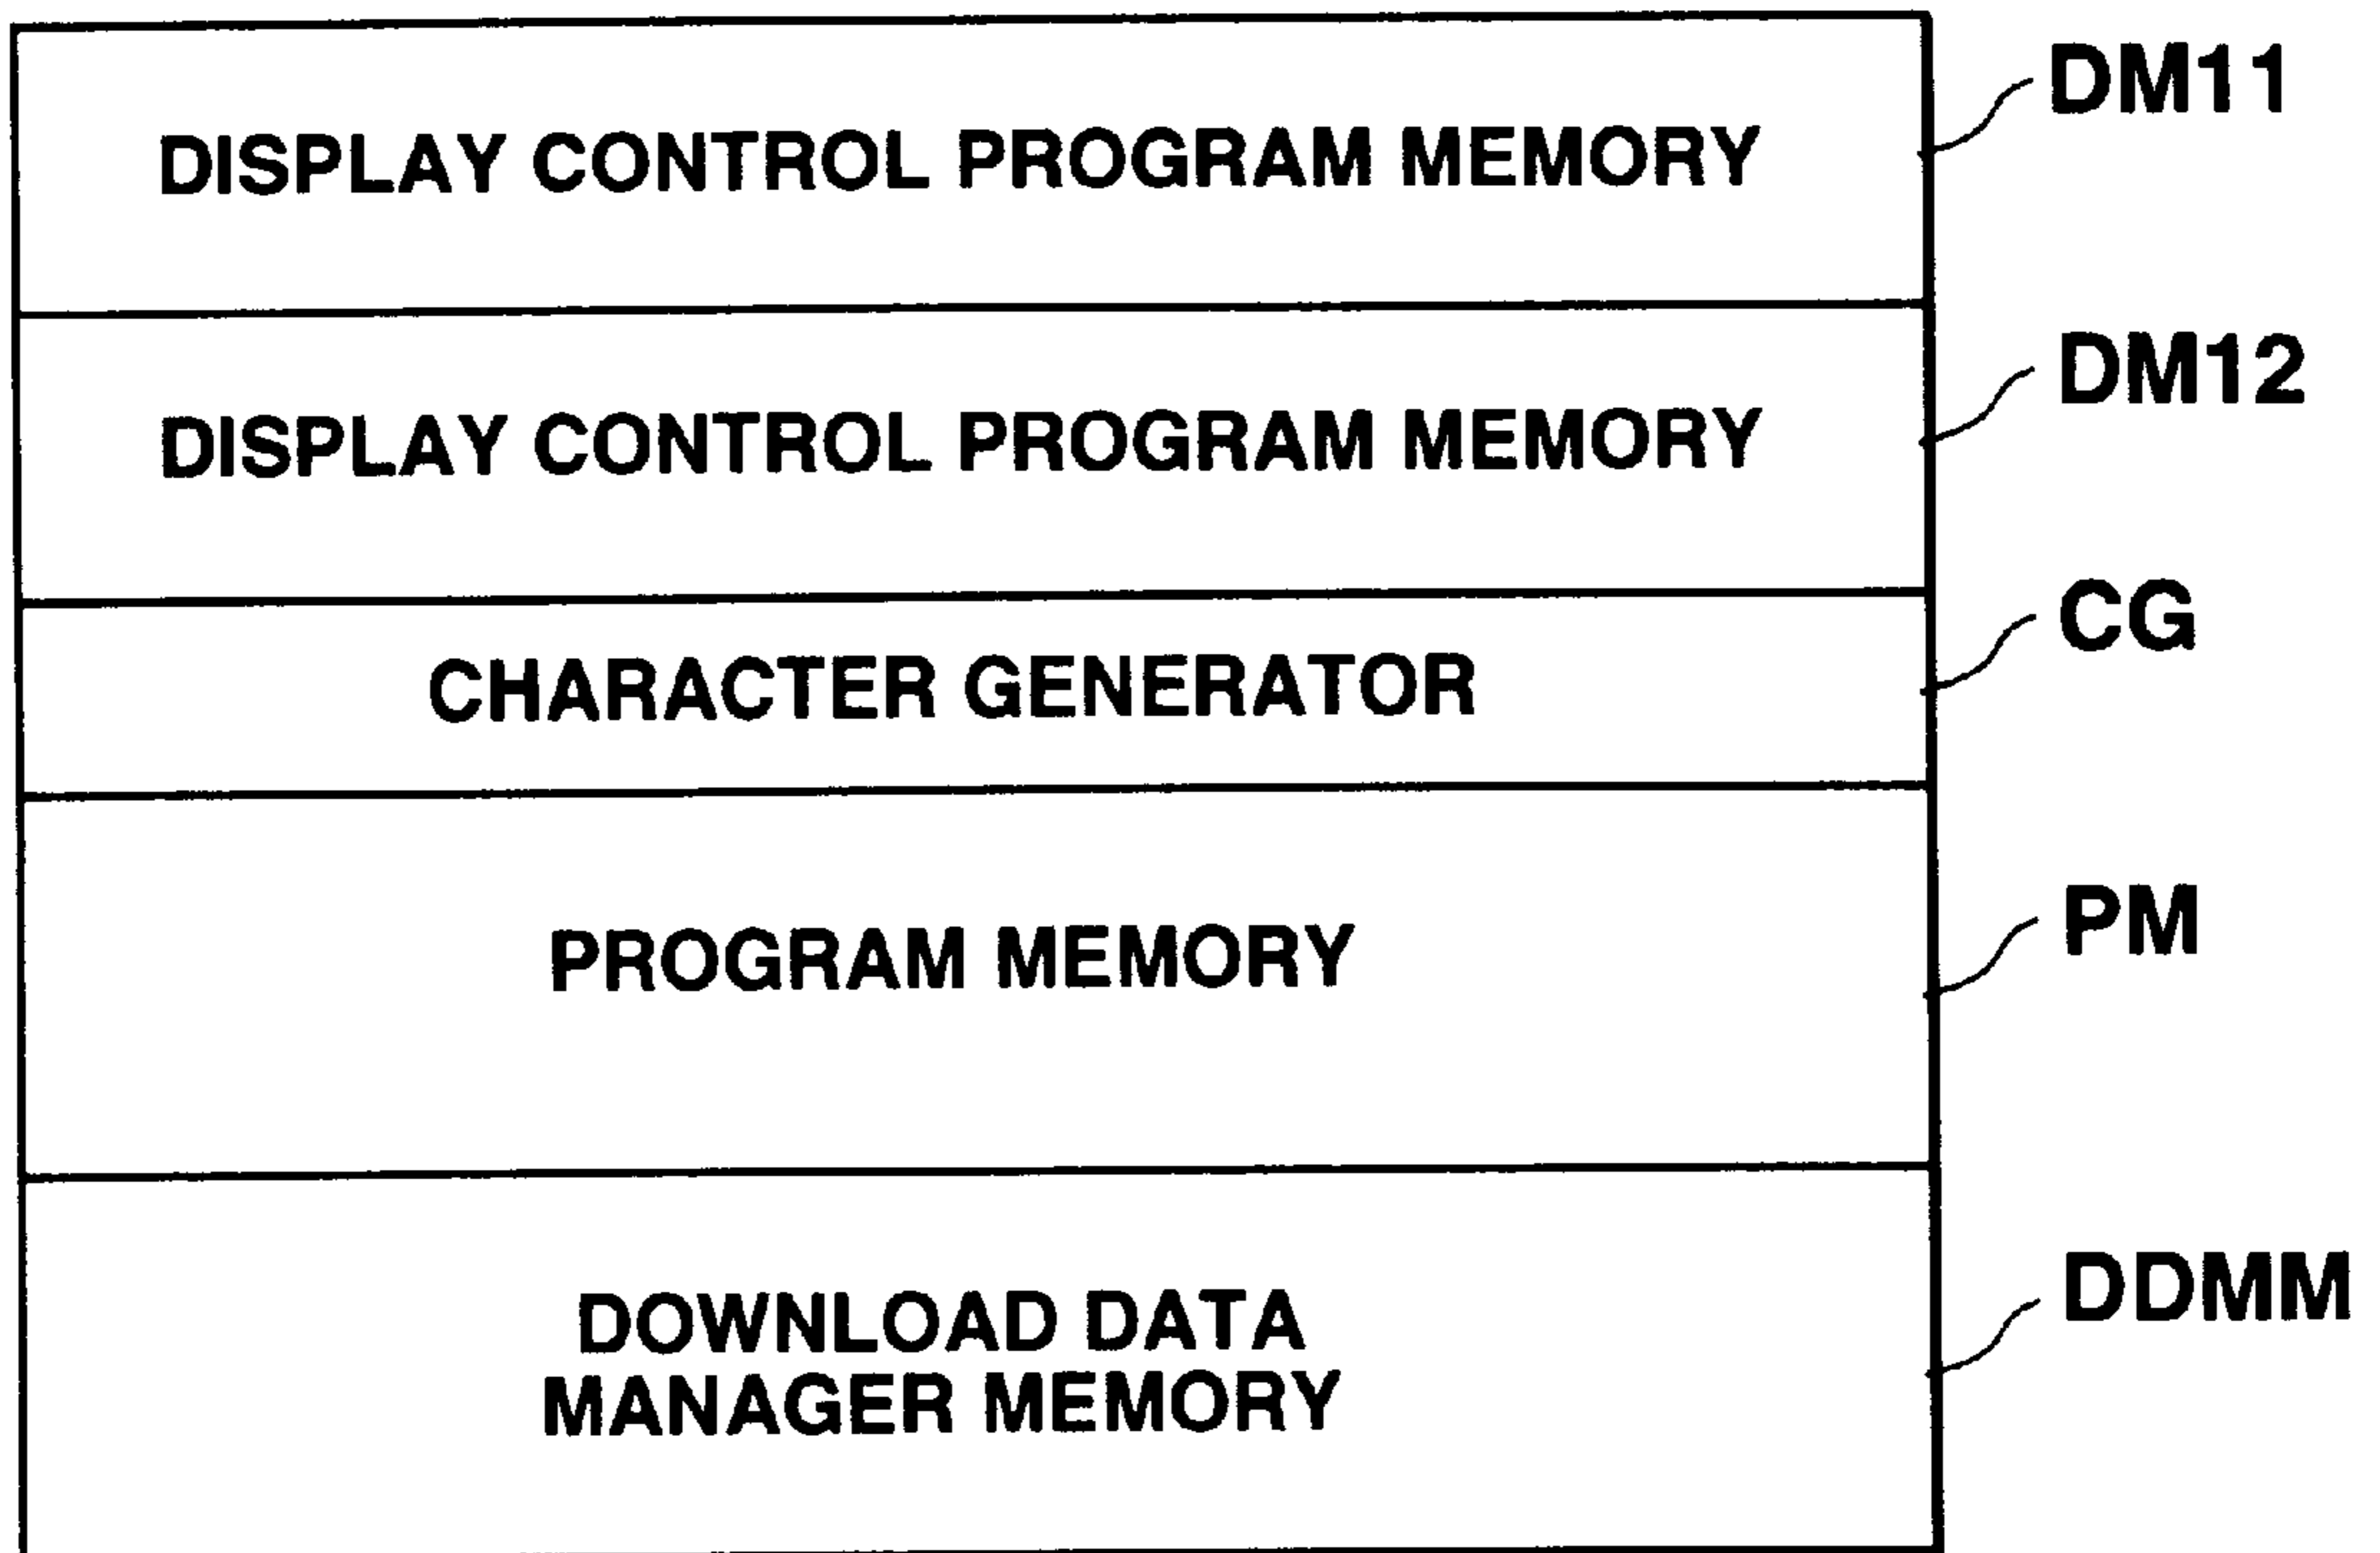 DISPLAY CONTROL PROGRAM MEMORY
DM11
DISPLAY CONTROL PROGRAM MEMORY
DM12
CHARACTER GENERATOR
CG
PROGRAM MEMORY
PM
DOWNLOAD DATA
MANAGER MEMORY
DDMM